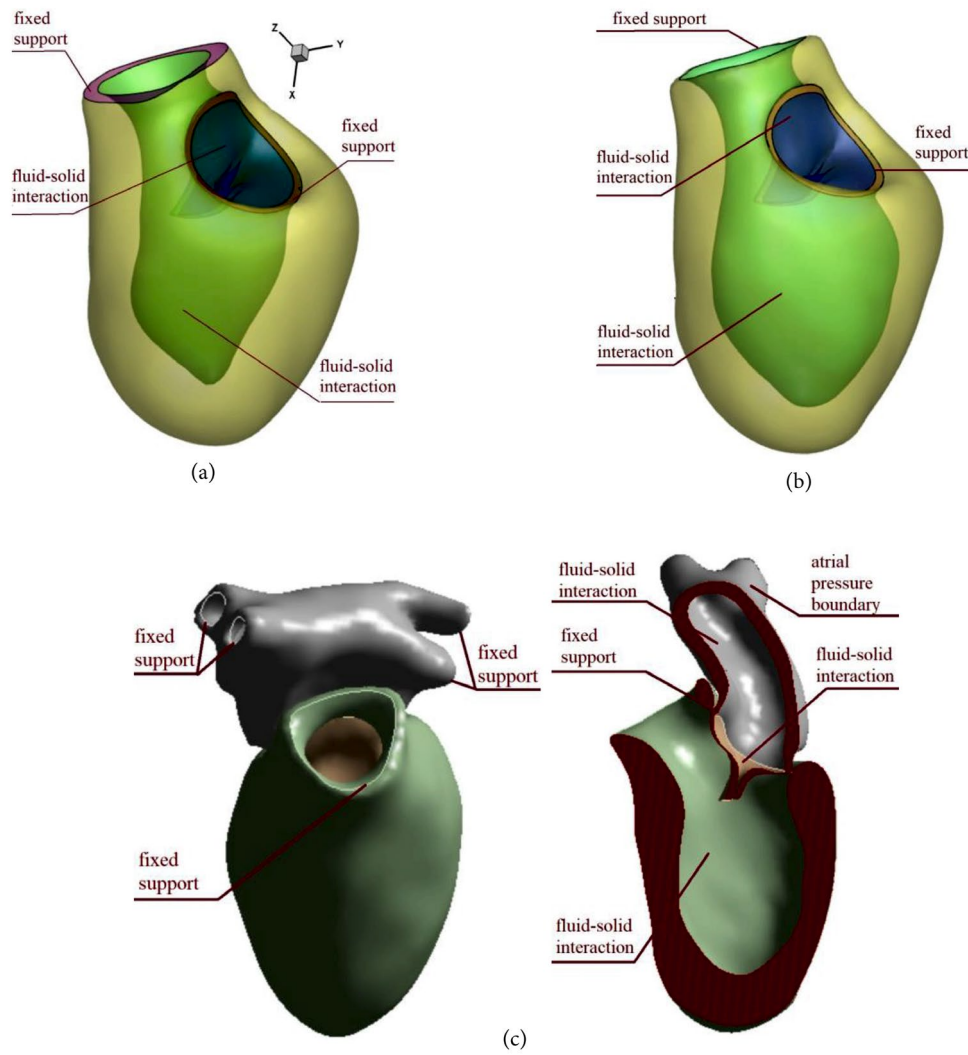 fixed
support
Z
Y
X
fluid-solid
interaction
fixed
support
fluid-solid
interaction
(a)
fixed support
fluid-solid
interaction
fixed
support
fluid-solid
interaction
(b)
fixed
support
fixed
support
fixed
support
fluid-solid
interaction
atrial
pressure
boundary
fixed
support
fluid-solid
interaction
fluid-solid
interaction
(c)